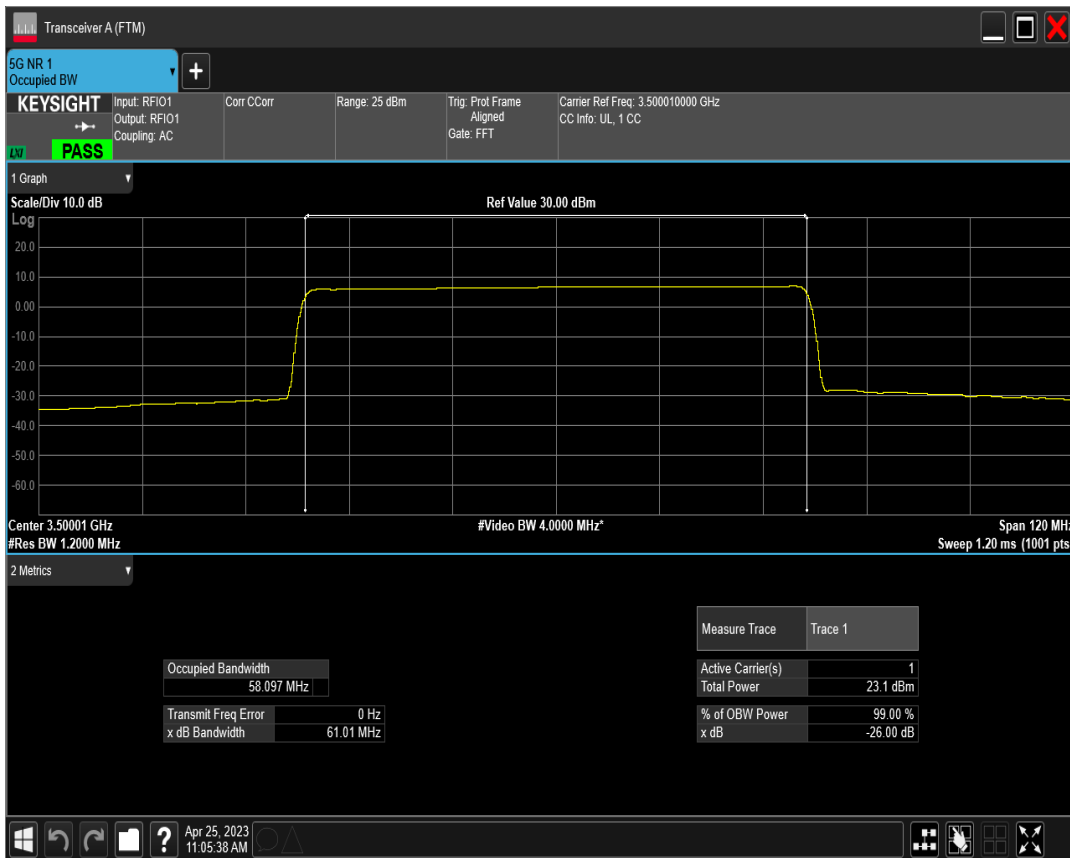 Transceiver A (FTM)
5G NR 1
Occupied BW
+
KEYSIGHT
LXI
PASS
Input: RFIO1
Output: RFIO1
Coupling: AC
Corr CCorr
Range: 25 dBm
Trig: Prot Frame
Aligned
Gate: FFT
Carrier Ref Freq: 3.500010000 GHz
CC Info: UL, 1 CC
1 Graph
Scale/Div 10.0 dB
Ref Value 30.00 dBm
Log
20.0
10.0
0.00
-10.0
-20.0
-30.0
-40.0
-50.0
-60.0
Center 3.50001 GHz
#Video BW 4.0000 MHz*
Span 120 MHz
#Res BW 1.2000 MHz
Sweep 1.20 ms (1001 pts
2 Metrics
Measure Trace Trace 1
Occupied Bandwidth
58.097 MHz
Active Carrier(s) 1
Total Power 23.1 dBm
Transmit Freq Error 0 Hz
x dB Bandwidth 61.01 MHz
% of OBW Power 99.00 %
x dB -26.00 dB
?
Apr 25, 2023
11:05:38 AM